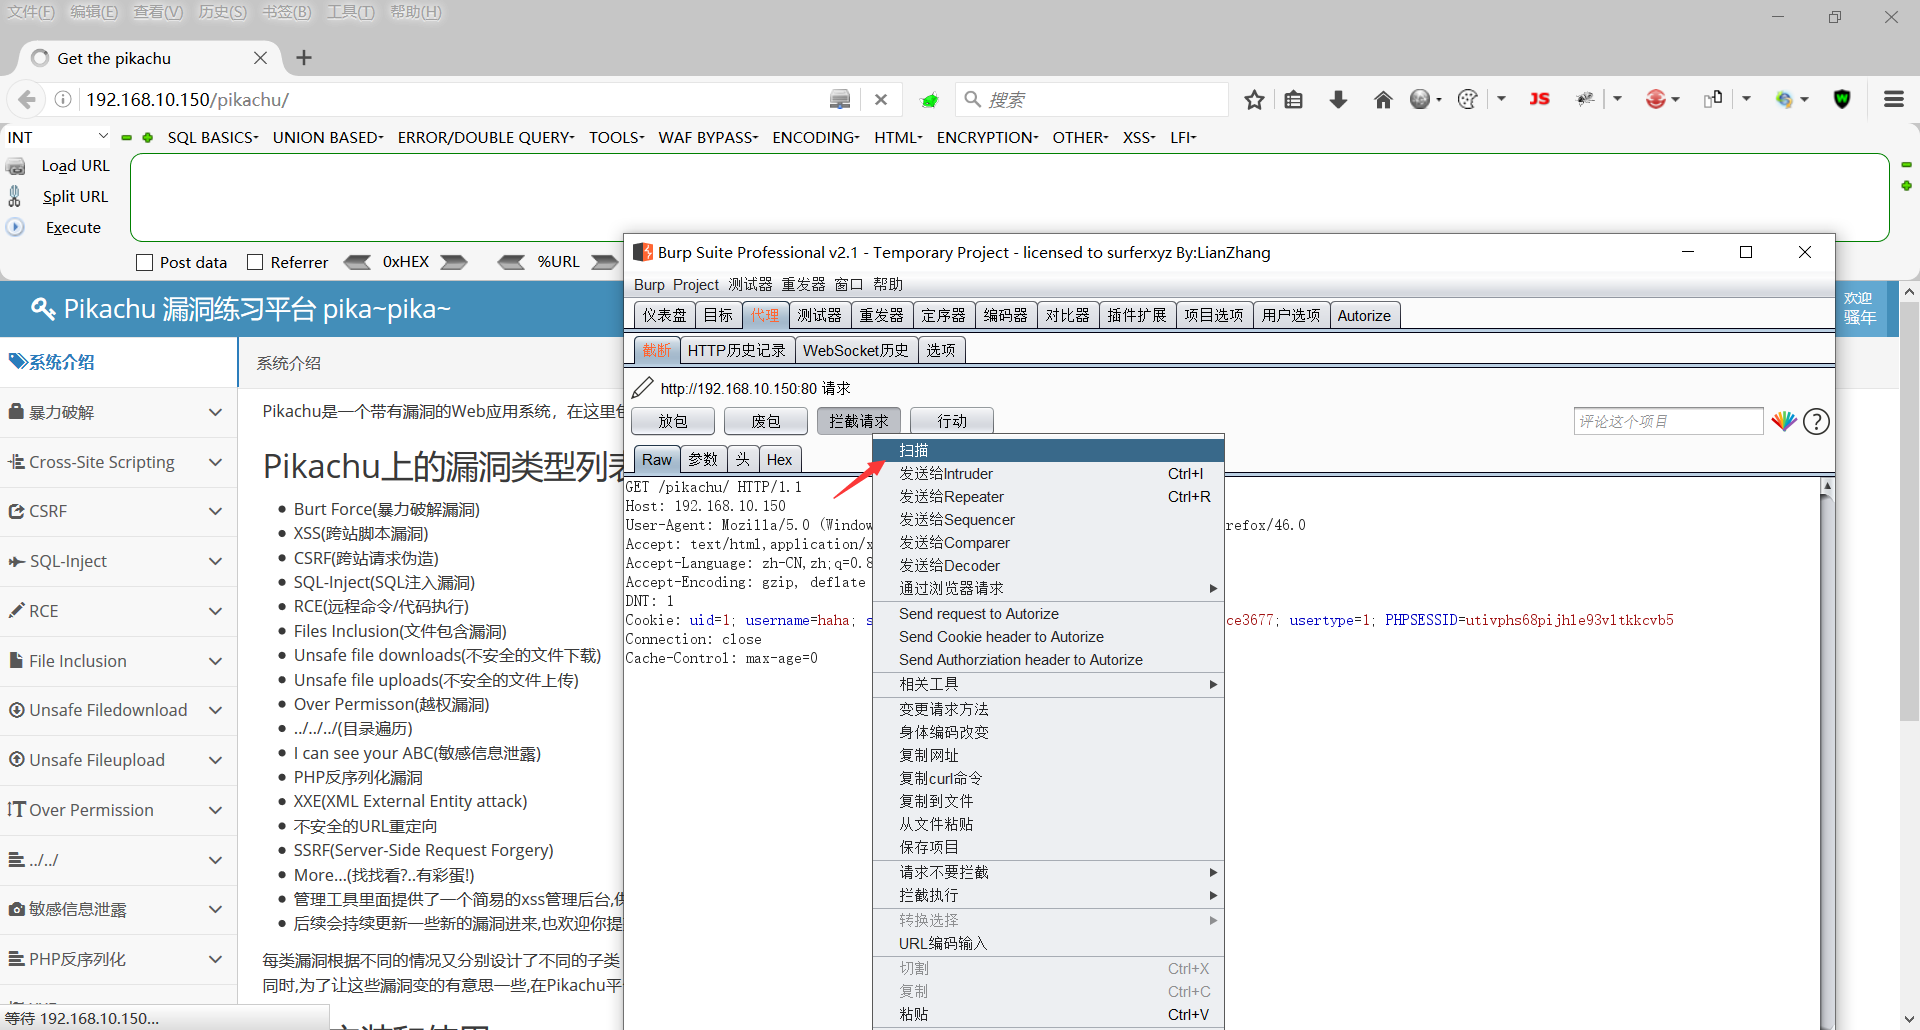 文件(F) 编辑(E) 查看(V) 历史(S) 书签(B) 工具(T) 帮助(H)
Get the pikachu
192.168.10.150/pikachu/
搜索
JS
INT
SQL BASICS UNION BASED ERROR/DOUBLE QUERY TOOLS WAF BYPASS ENCODING HTML ENCRYPTION OTHER XSS LFI
Load URL
Split URL
Execute
Post data Referrer 0xHEX %URL
Pikachu 漏洞练习平台 pika~pika~
欢迎
骚年
系统介绍
暴力破解
Cross-Site Scripting
CSRF
SQL-Inject
RCE
File Inclusion
Unsafe Filedownload
Unsafe Fileupload
Over Permission
../../
敏感信息泄露
PHP反序列化
等待 192.168.10.150...
系统介绍
Pikachu是一个带有漏洞的Web应用系统，在这里
Pikachu上的漏洞类型列
Burt Force(暴力破解漏洞)
XSS(跨站脚本漏洞)
CSRF(跨站请求伪造)
SQL-Inject(SQL注入漏洞)
RCE(远程命令/代码执行)
Files Inclusion(文件包含漏洞)
Unsafe file downloads(不安全的文件下载)
Unsafe file uploads(不安全的文件上传)
Over Permisson(越权漏洞)
../../../(目录遍历)
I can see your ABC(敏感信息泄露)
PHP反序列化漏洞
XXE(XML External Entity attack)
不安全的URL重定向
SSRF(Server-Side Request Forgery)
More...(找找看?..有彩蛋!)
管理工具里面提供了一个简易的xss管理后台,
后续会持续更新一些新的漏洞进来,也欢迎你提
每类漏洞根据不同的情况又分别设计了不同的子类
同时,为了让这些漏洞变的有意思一些,在Pikachu平
Burp Suite Professional v2.1 - Temporary Project - licensed to surferxyz By:LianZhang
Burp Project 测试器 重发器 窗口 帮助
仪表盘 目标 代理 测试器 重发器 定序器 编码器 对比器 插件扩展 项目选项 用户选项 Autorize
截断 HTTP历史记录 WebSocket历史 选项
http://192.168.10.150:80 请求
放包 废包 拦截请求 行动 评论这个项目 ?
Raw 参数 头 Hex
GET /pikachu/ HTTP/1.1
Host: 192.168.10.150
User-Agent: Mozilla/5.0 (Window refox/46.0
Accept: text/html,application/x
Accept-Language: zh-CN,zh;q=0.8
Accept-Encoding: gzip, deflate
DNT: 1
Cookie: uid=1; username=haha; s ce3677; usertype=1; PHPSESSID=utivphs68pijhle93vltkkcvb5
Connection: close
Cache-Control: max-age=0
扫描
发送给Intruder Ctrl+I
发送给Repeater Ctrl+R
发送给Sequencer
发送给Comparer
发送给Decoder
通过浏览器请求
Send request to Autorize
Send Cookie header to Autorize
Send Authorziation header to Autorize
相关工具
变更请求方法
身体编码改变
复制网址
复制curl命令
复制到文件
从文件粘贴
保存项目
请求不要拦截
拦截执行
转换选择
URL编码输入
切割 Ctrl+X
复制 Ctrl+C
粘贴 Ctrl+V